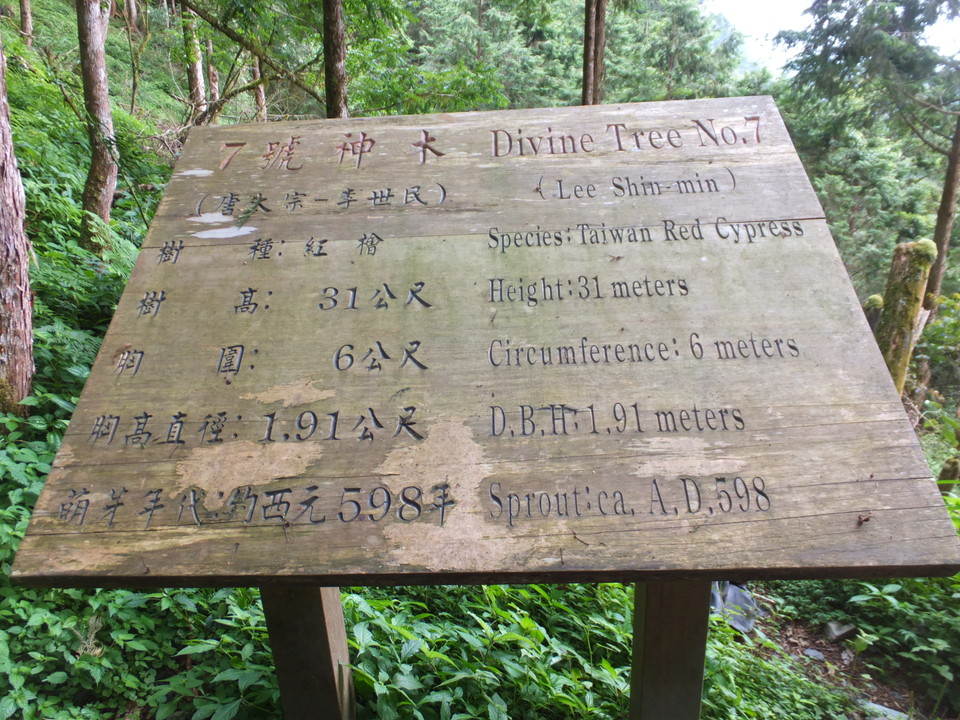 7 號 神 木 Divine Tree No.7
(唐太宗-李世民) (Lee Shin-min)
樹 種: 紅 檜 Species: Taiwan Red Cypress
樹 高: 31公尺 Height: 31 meters
胸 圍: 6公尺 Circumference: 6 meters
胸高直徑: 1.91公尺 D.B.H: 1.91 meters
萌芽年代: 約西元598年 Sprout: ca. A.D.598